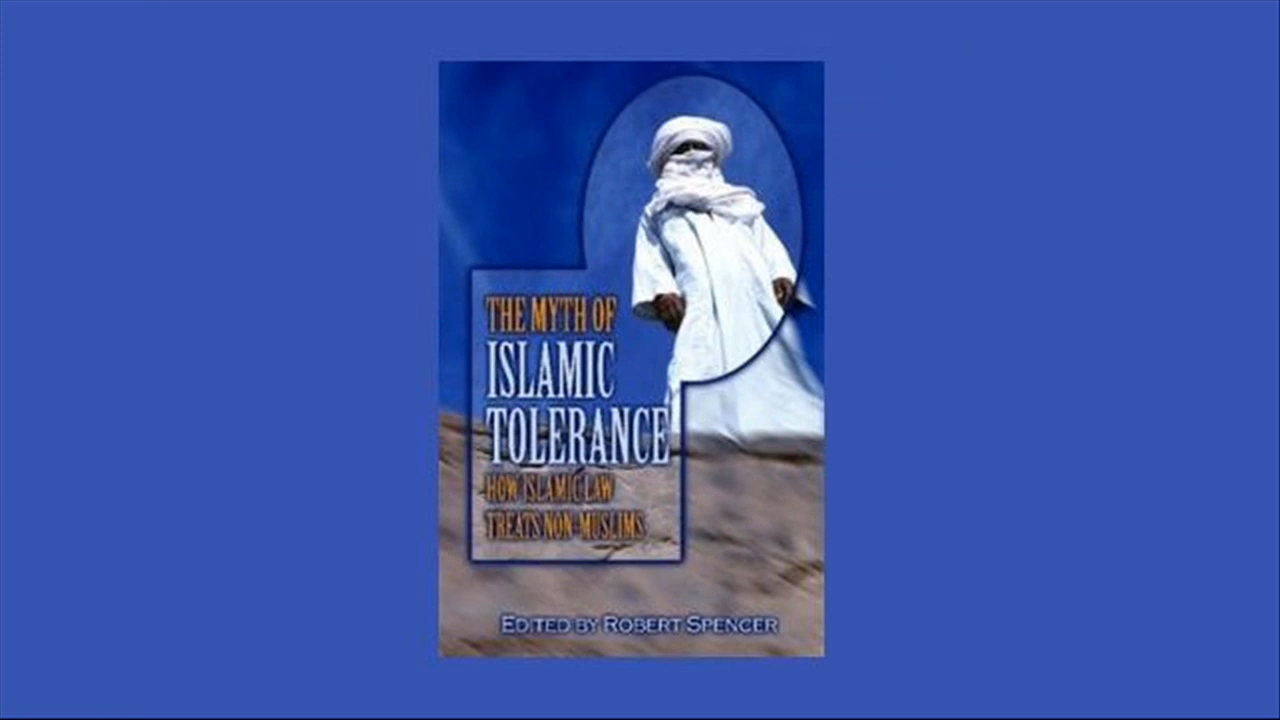 THE MYTH OF
ISLAMIC
TOLERANCE
HOW ISLAMIC LAW
TREATS NON-MUSLIMS
EDITED BY ROBERT SPENCER